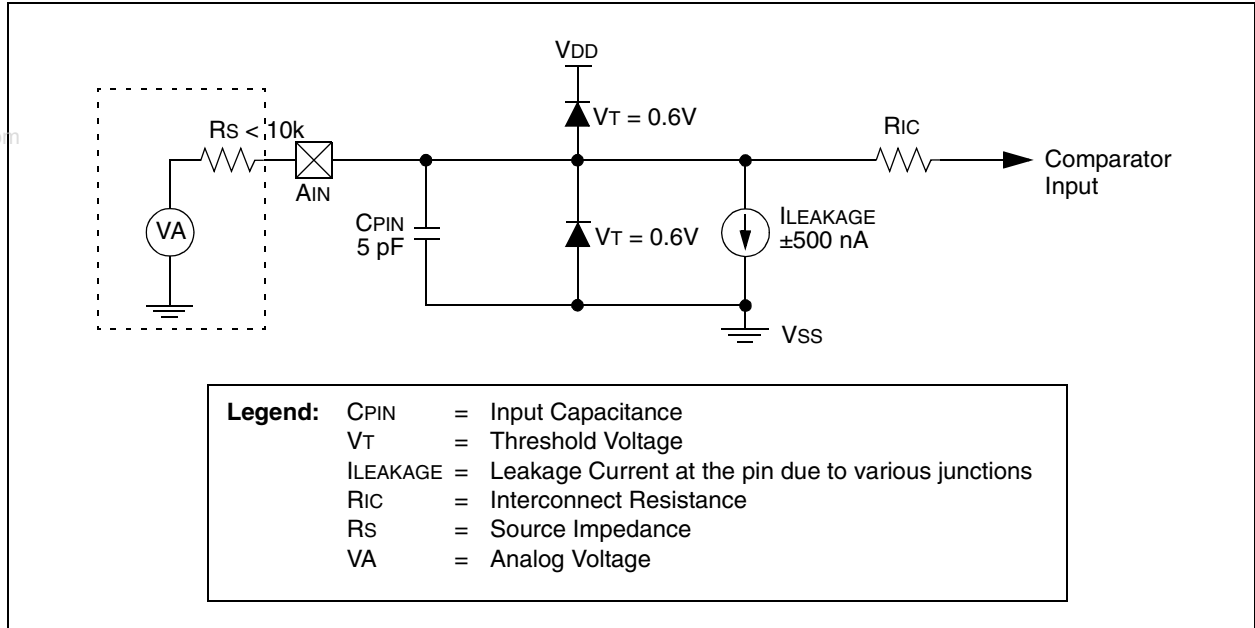 VDD
VT = 0.6V
RS < 10k
RIC
om
AIN
Comparator
Input
VA
CPIN
5 pF
VT = 0.6V
ILEAKAGE
±500 nA
VSS
Legend: CPIN = Input Capacitance
VT = Threshold Voltage
ILEAKAGE = Leakage Current at the pin due to various junctions
RIC = Interconnect Resistance
RS = Source Impedance
VA = Analog Voltage